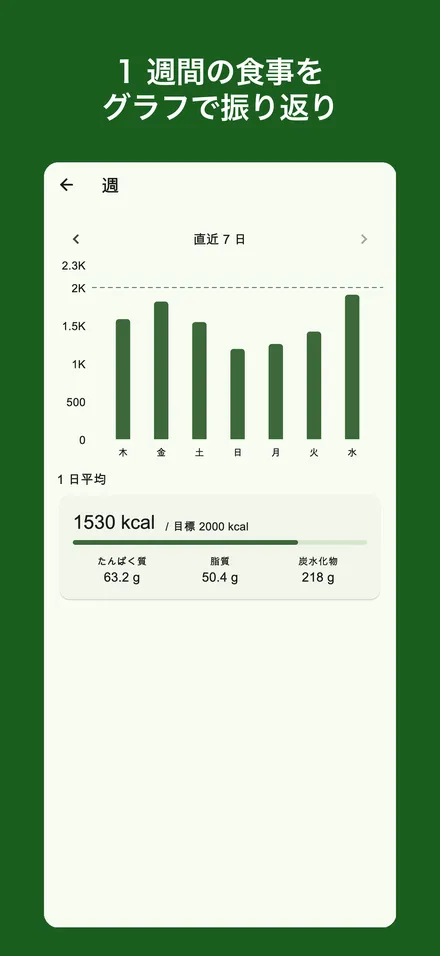 1 週間の食事を
グラフで振り返り
週
直近 7 日
2.3K
2K
1.5K
1K
500
0
木 金 土 日 月 火 水
1 日平均
1530 kcal / 目標 2000 kcal
たんぱく質 脂質 炭水化物
63.2 g 50.4 g 218 g